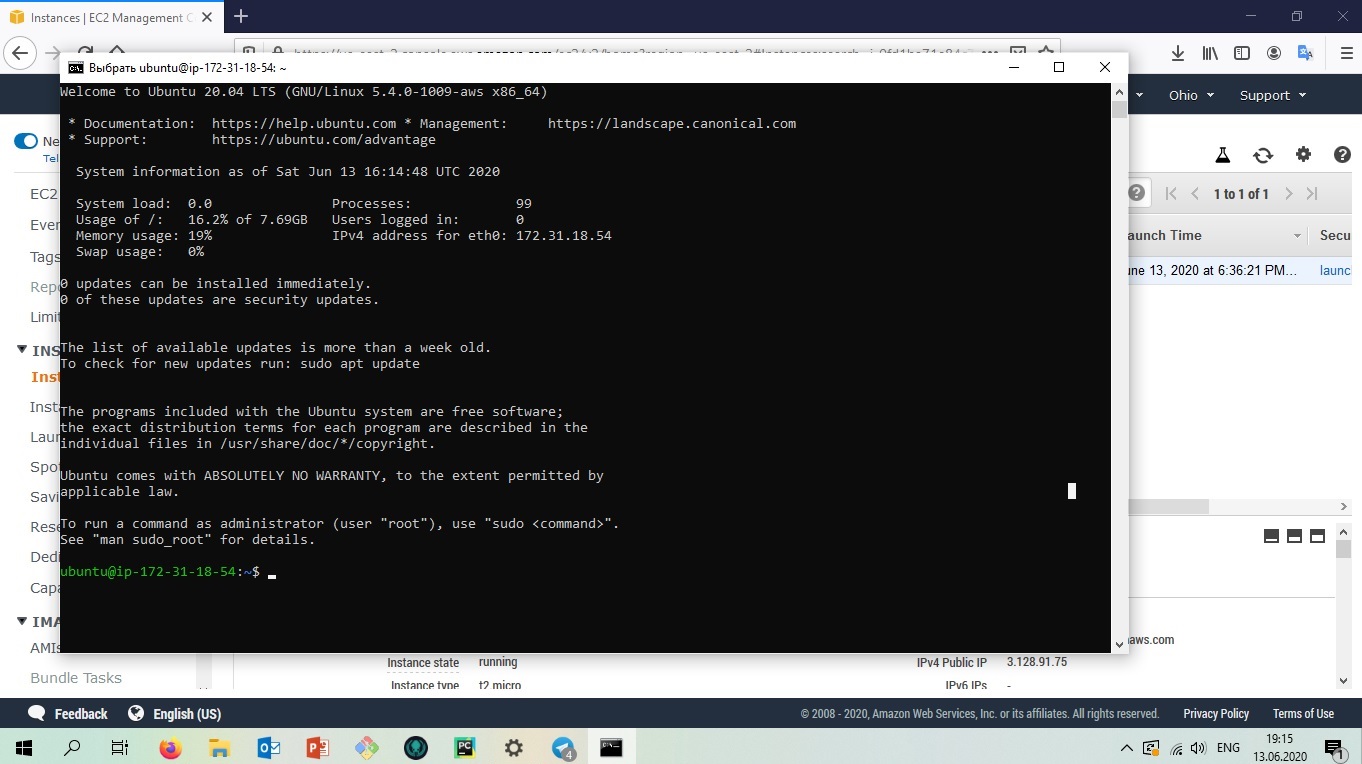 Instances | EC2 Management C
Выбрать ubuntu@ip-172-31-18-54: ~
Ohio
Support
Welcome to Ubuntu 20.04 LTS (GNU/Linux 5.4.0-1009-aws x86_64)
* Documentation: https://help.ubuntu.com * Management: https://landscape.canonical.com
* Support: https://ubuntu.com/advantage
System information as of Sat Jun 13 16:14:48 UTC 2020
System load: 0.0 Processes: 99
Usage of /: 16.2% of 7.69GB Users logged in: 0
Memory usage: 19% IPv4 address for eth0: 172.31.18.54
Swap usage: 0%
0 updates can be installed immediately.
0 of these updates are security updates.
The list of available updates is more than a week old.
To check for new updates run: sudo apt update
The programs included with the Ubuntu system are free software;
the exact distribution terms for each program are described in the
individual files in /usr/share/doc/*/copyright.
Ubuntu comes with ABSOLUTELY NO WARRANTY, to the extent permitted by
applicable law.
To run a command as administrator (user "root"), use "sudo <command>".
See "man sudo_root" for details.
ubuntu@ip-172-31-18-54:~$
Ne
Tel
EC2
Even
Tags
Repo
Limit
INS
Inst
Inst
Laun
Spo
Savi
Rese
Dedi
Capa
IMA
AMIs
Bundle Tasks
1 to 1 of 1
aunch Time
Secu
une 13, 2020 at 6:36:21 PM...
launc
aws.com
Instance state running
IPv4 Public IP 3.128.91.75
Instance type t2.micro
IPv6 IPs -
Feedback
English (US)
© 2008 - 2020, Amazon Web Services, Inc. or its affiliates. All rights reserved.
Privacy Policy
Terms of Use
PC
4
ENG
19:15
13.06.2020
1